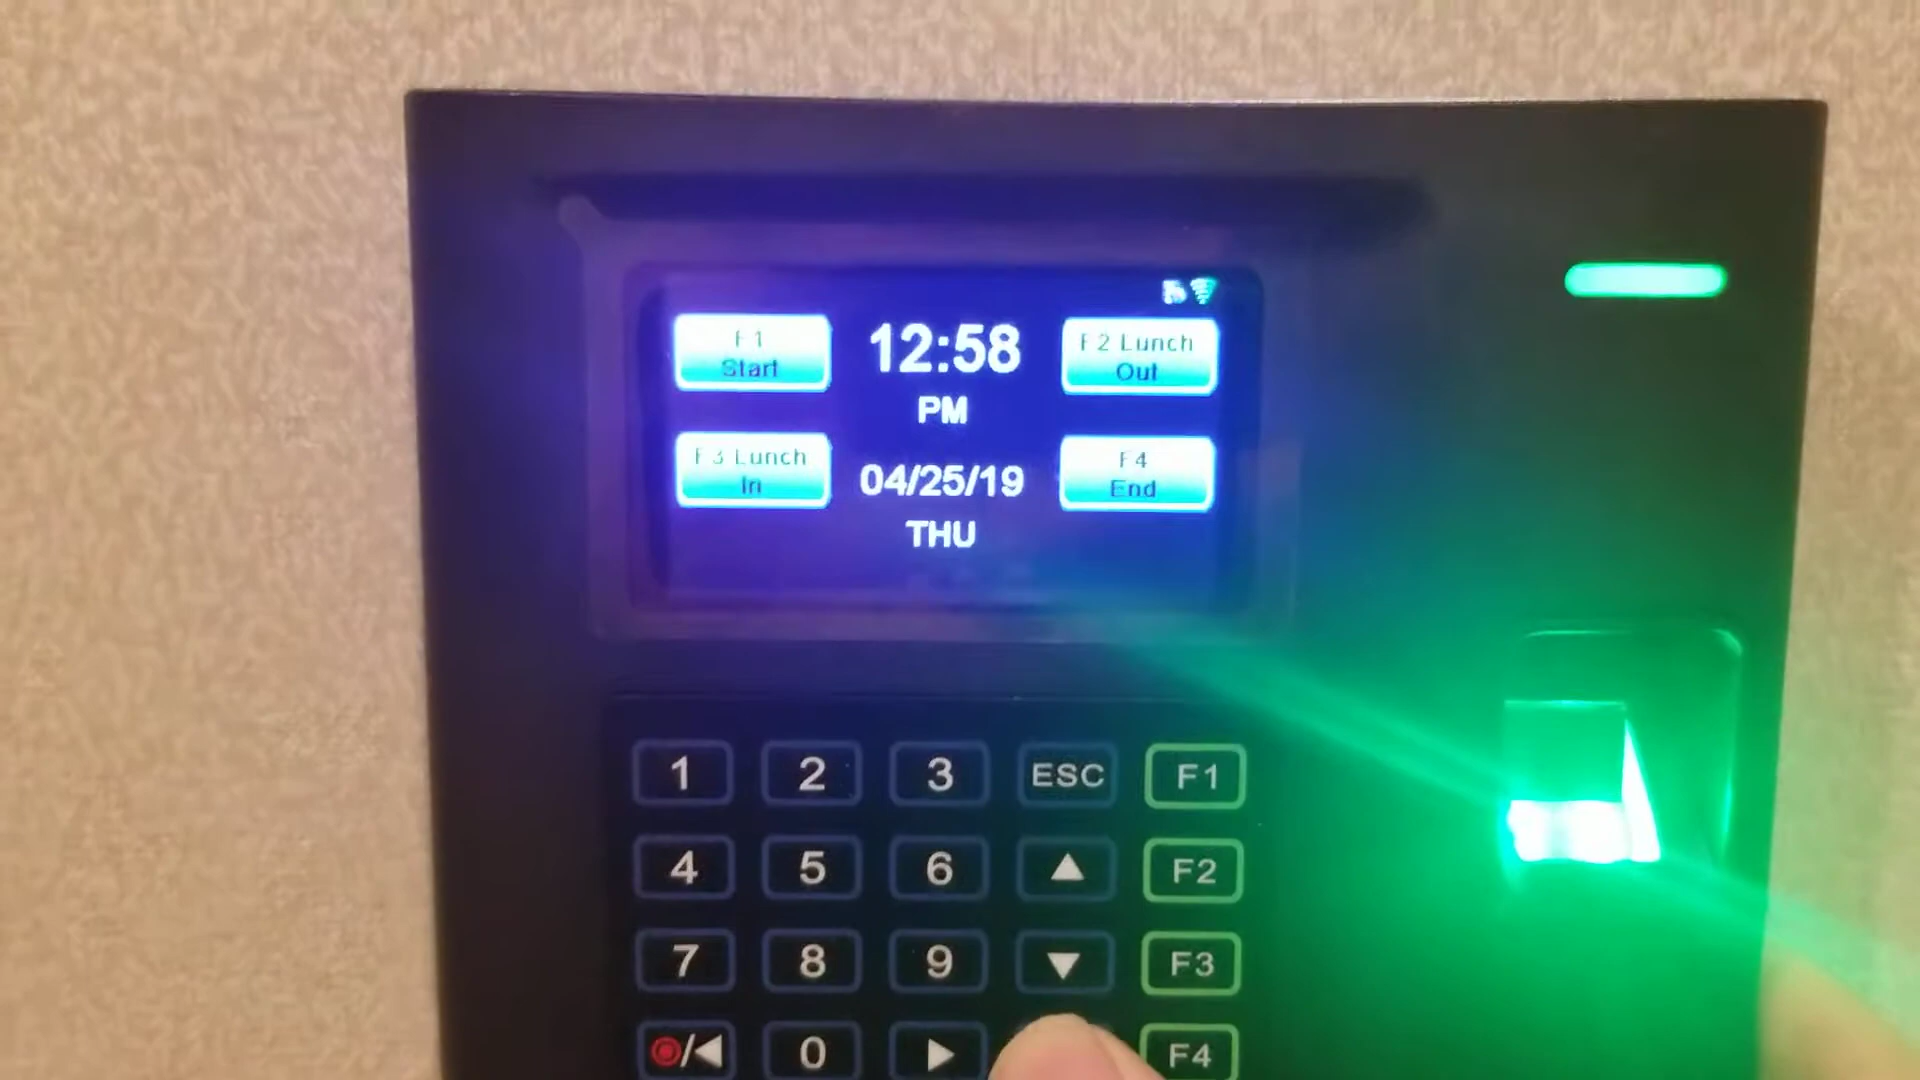 F1
Start
12:58
PM
F2 Lunch
Out
F3 Lunch
In
04/25/19
THU
F4
End
1 2 3 ESC F1
4 5 6 ▲ F2
7 8 9 ▼ F3
◉/◀ 0 ▶ F4